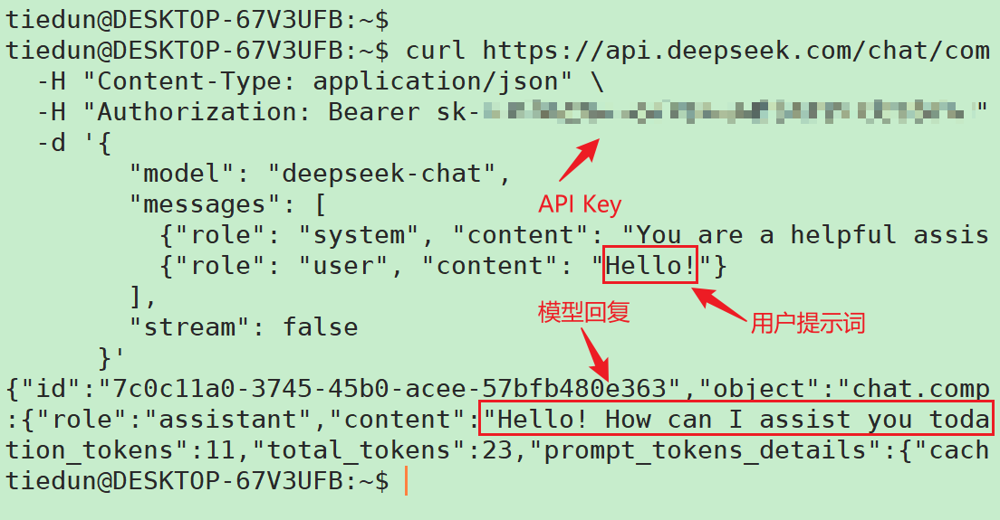 tiedun@DESKTOP-67V3UFB:~$
tiedun@DESKTOP-67V3UFB:~$ curl https://api.deepseek.com/chat/com
-H "Content-Type: application/json" \
-H "Authorization: Bearer sk- "
-d '{
"model": "deepseek-chat",
API Key
"messages": [
{"role": "system", "content": "You are a helpful assis
{"role": "user", "content": "Hello!"}
],
模型回复
用户提示词
"stream": false
}'
{"id":"7c0c11a0-3745-45b0-acee-57bfb480e363","object":"chat.comp
:{"role":"assistant","content":"Hello! How can I assist you toda
tion_tokens":11,"total_tokens":23,"prompt_tokens_details":{"cach
tiedun@DESKTOP-67V3UFB:~$